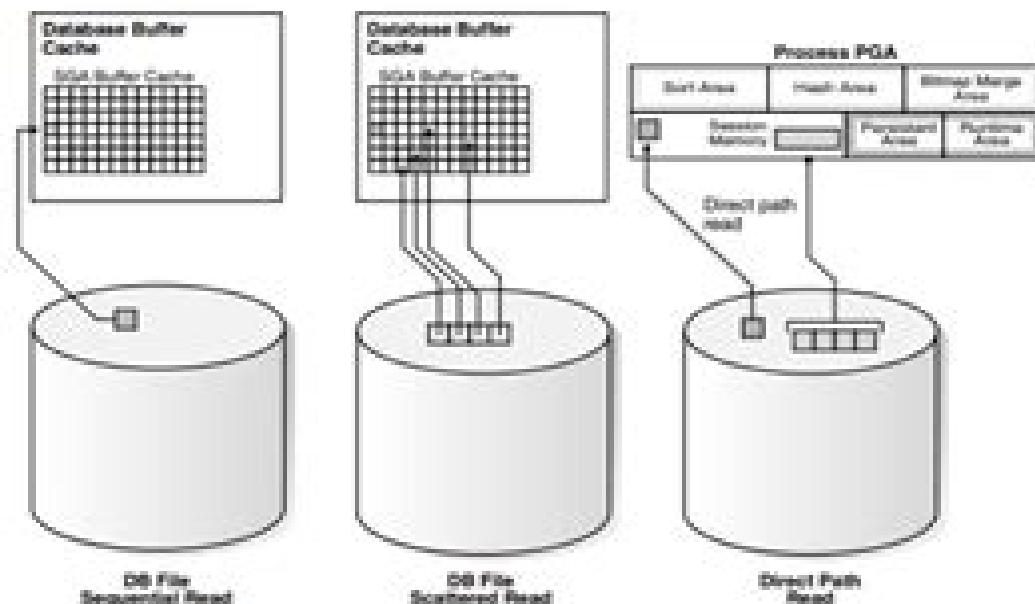 Database Buffer
Cache
SGA Buffer Cache
Database Buffer
Cache
SGA Buffer Cache
Process PGA
Sort Area
Hash Area
Bitmap Merge
Area
Session
Memory
Persistent
Area
Runtime
Area
Direct path
read
DB File
Sequential Read
DB File
Scattered Read
Direct Path
Read